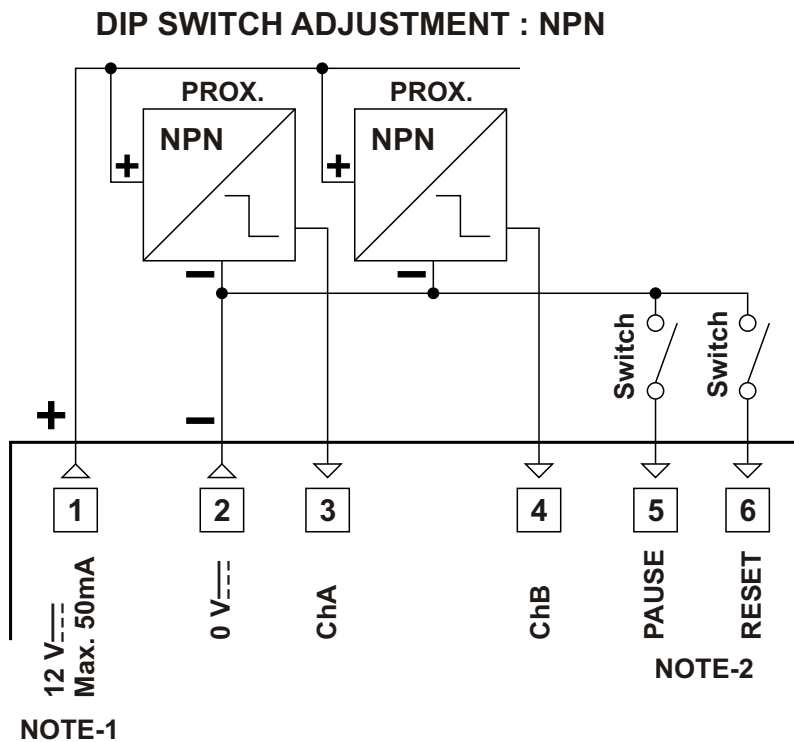 DIP SWITCH ADJUSTMENT : NPN
PROX.
PROX.
NPN
NPN
+
+
−
−
Switch
Switch
+
−
1
2
3
4
5
6
12 V⎓
Max. 50mA
0 V⎓
ChA
ChB
PAUSE
RESET
NOTE-2
NOTE-1